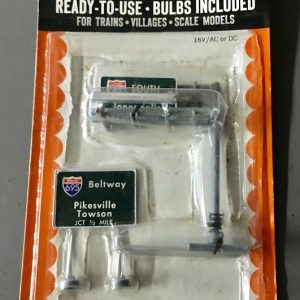 READY-TO-USE • BULBS INCLUDED
FOR TRAINS • VILLAGES • SCALE MODELS
16V/AC or DC
SOUTH
695 Beltway
Pikesville
Towson
JCT ½ MILE